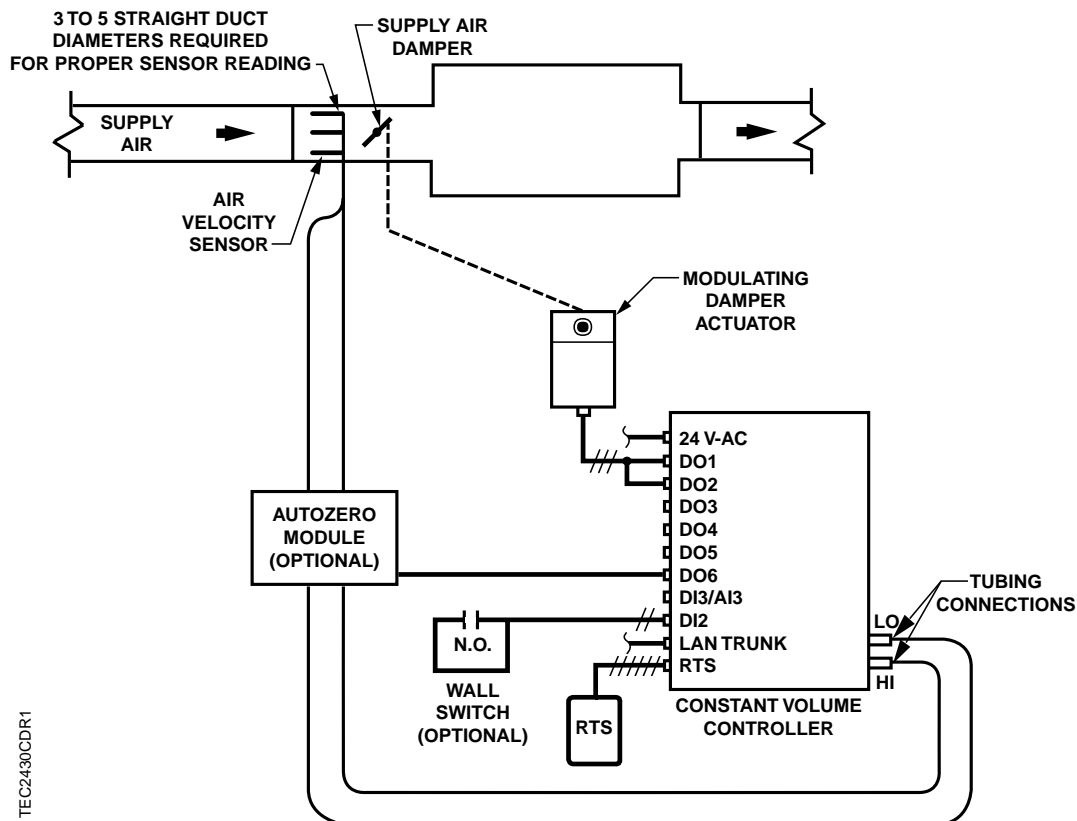 3 TO 5 STRAIGHT DUCT
DIAMETERS REQUIRED
FOR PROPER SENSOR READING
SUPPLY AIR
DAMPER
SUPPLY
AIR
AIR
VELOCITY
SENSOR
MODULATING
DAMPER
ACTUATOR
24 V-AC
DO1
DO2
DO3
DO4
DO5
DO6
DI3/AI3
DI2
LAN TRUNK
RTS
AUTOZERO
MODULE
(OPTIONAL)
N.O.
WALL
SWITCH
(OPTIONAL)
RTS
LO
HI
TUBING
CONNECTIONS
CONSTANT VOLUME
CONTROLLER
TEC2430CDR1